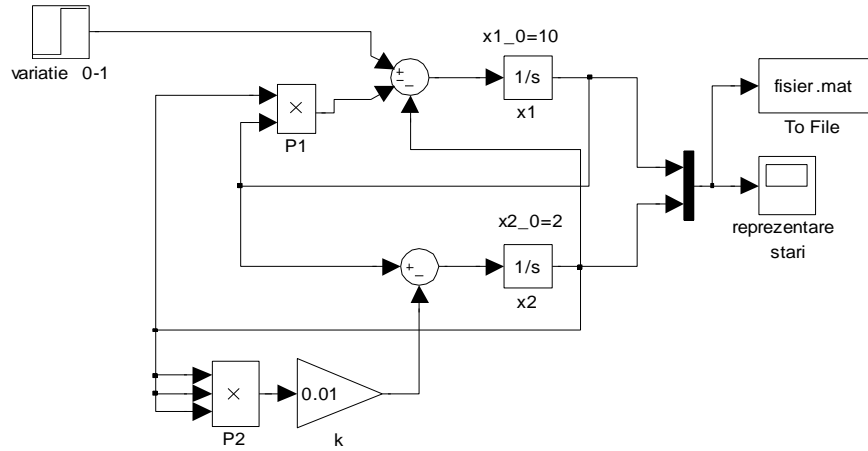 variatie 0-1
x1_0=10
1/s
x1
+
−
−
×
P1
fisier.mat
To File
reprezentare
stari
x2_0=2
+
−
1/s
x2
×
P2
0.01
k